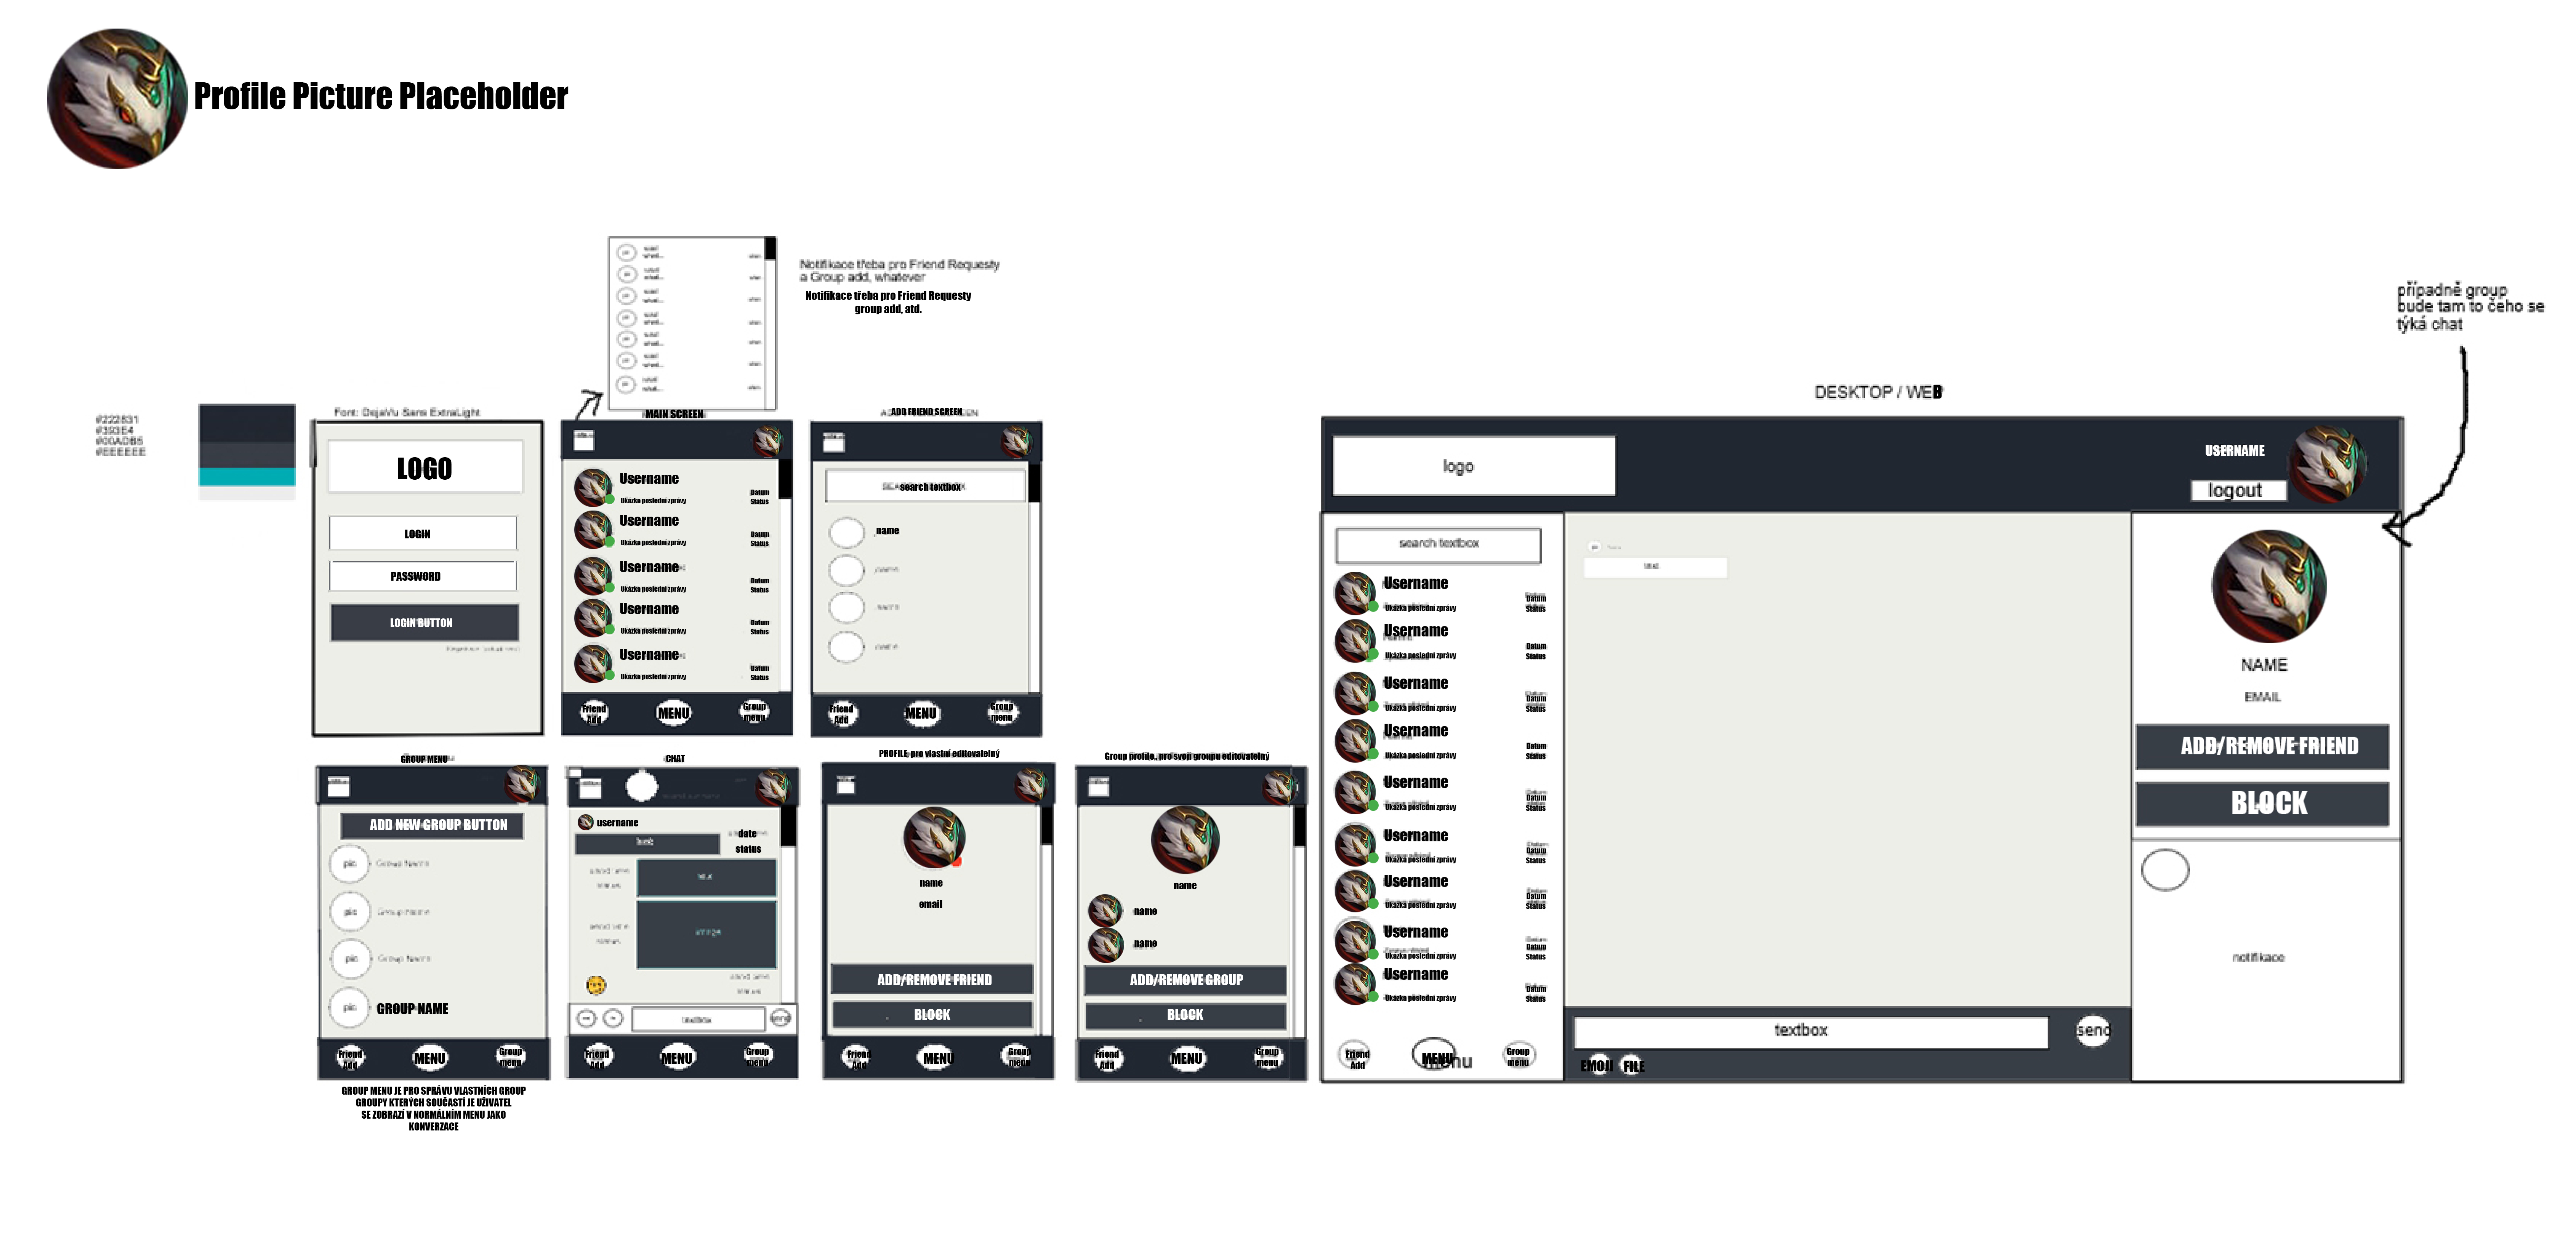 Profile Picture Placeholder
Notifikace třeba pro Friend Requesty
a Group add, whatever
Notifikace třeba pro Friend Requesty
group add, atd.
případně group
bude tam to čeho se
týká chat
DESKTOP / WEB
#222831
#393E4
#00ADB5
#EEEEEE
Font: DejaVu Sans ExtraLight
LOGO
LOGIN
PASSWORD
LOGIN BUTTON
MAIN SCREEN
Username
Ukázka poslední zprávy
Datum
Status
Username
Ukázka poslední zprávy
Datum
Status
Username
Ukázka poslední zprávy
Datum
Status
Username
Ukázka poslední zprávy
Datum
Status
Username
Ukázka poslední zprávy
Datum
Status
Friend
Add
MENU
Group
menu
ADD FRIEND SCREEN
search textbox
name
name
name
name
Friend
Add
MENU
Group
menu
GROUP MENU
ADD NEW GROUP BUTTON
pic
Group Name
pic
Group Name
pic
Group Name
pic
GROUP NAME
Friend
Add
MENU
Group
menu
GROUP MENU JE PRO SPRÁVU VLASTNÍCH GROUP
GROUPY KTERÝCH SOUČASTÍ JE UŽIVATEL
SE ZOBRAZÍ V NORMÁLNÍM MENU JAKO
KONVERZACE
CHAT
username
text
date
status
text
image
textbox
send
Friend
Add
MENU
Group
menu
PROFILE, pro vlastní editovatelný
name
email
ADD/REMOVE FRIEND
BLOCK
Friend
Add
MENU
Group
menu
Group profile, pro svoji groupu editovatelný
name
name
name
ADD/REMOVE GROUP
BLOCK
Friend
Add
MENU
Group
menu
logo
USERNAME
logout
search textbox
Username
Ukázka poslední zprávy
Datum
Status
Username
Ukázka poslední zprávy
Datum
Status
Username
Ukázka poslední zprávy
Datum
Status
Username
Ukázka poslední zprávy
Datum
Status
Username
Ukázka poslední zprávy
Datum
Status
Username
Ukázka poslední zprávy
Datum
Status
Username
Ukázka poslední zprávy
Datum
Status
Username
Ukázka poslední zprávy
Datum
Status
Username
Ukázka poslední zprávy
Datum
Status
Friend
Add
MENU
menu
Group
menu
pic
text
textbox
send
EMOJI
FILE
NAME
EMAIL
ADD/REMOVE FRIEND
BLOCK
notifikace